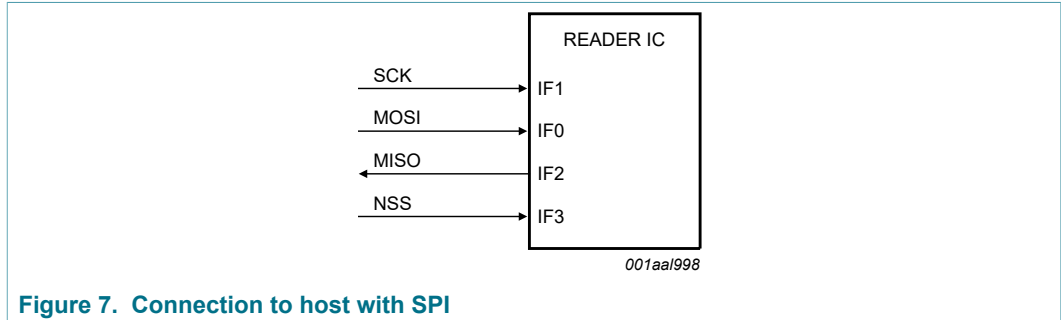 READER IC
SCK
IF1
MOSI
IF0
MISO
IF2
NSS
IF3
001aal998
Figure 7. Connection to host with SPI